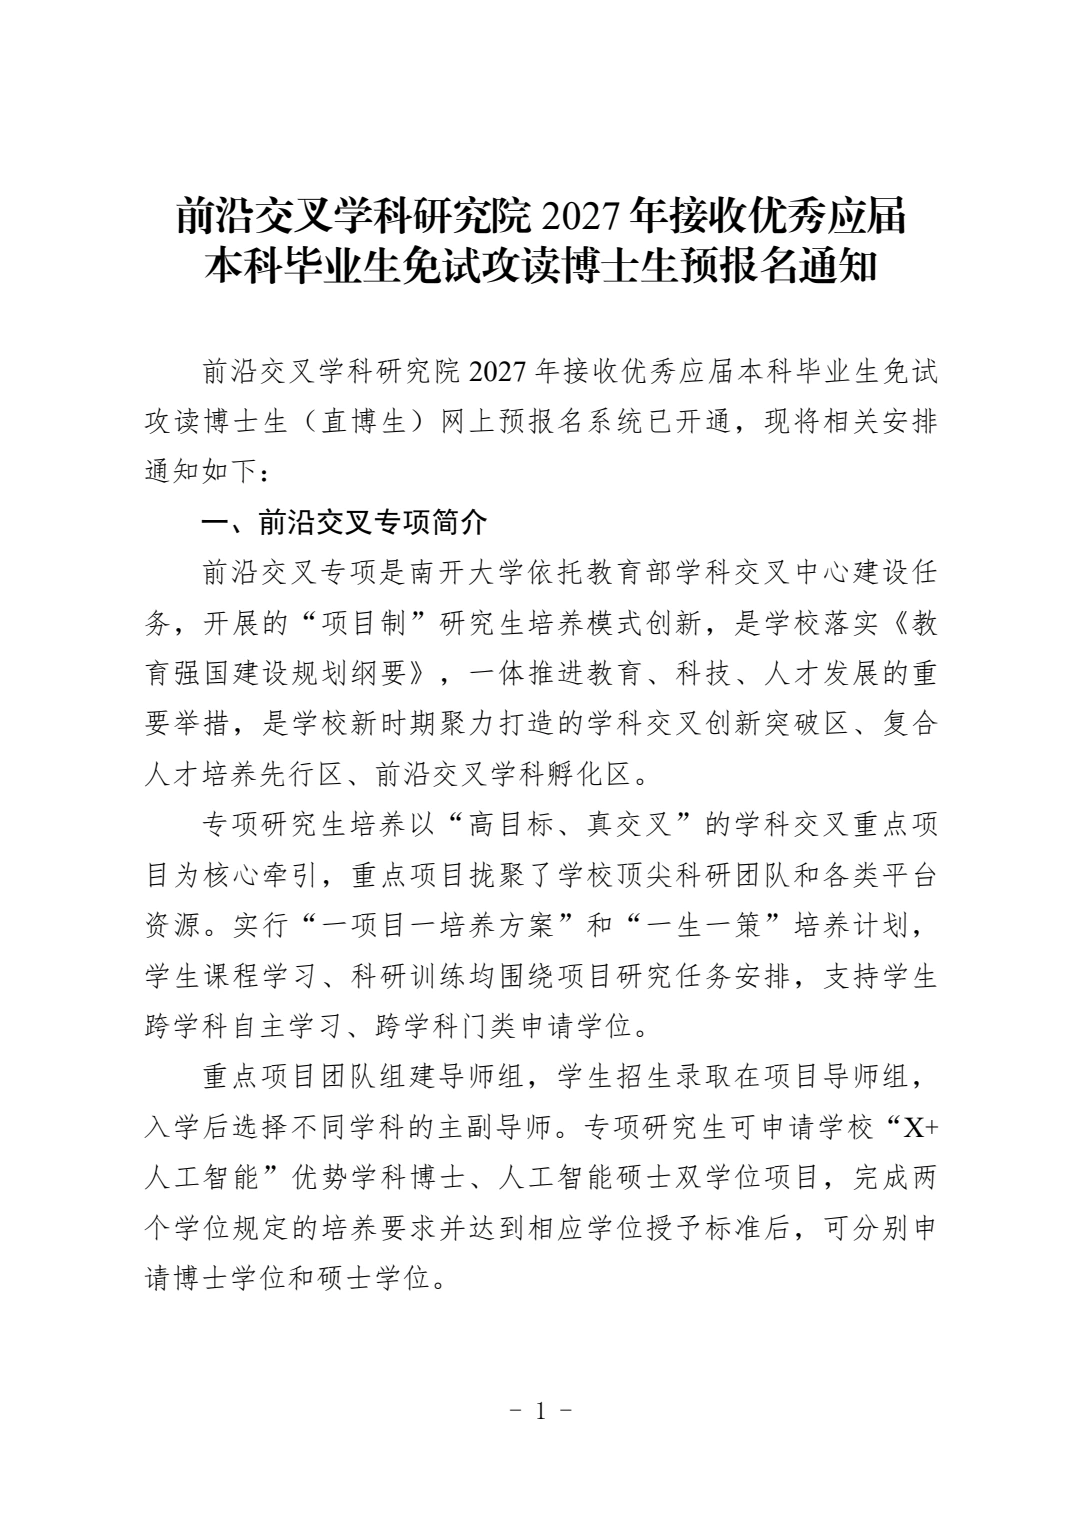 前沿交叉学科研究院 2027 年接收优秀应届
本科毕业生免试攻读博士生预报名通知
前沿交叉学科研究院 2027 年接收优秀应届本科毕业生免试
攻读博士生（直博生）网上预报名系统已开通，现将相关安排
通知如下：
一、前沿交叉专项简介
前沿交叉专项是南开大学依托教育部学科交叉中心建设任
务，开展的“项目制”研究生培养模式创新，是学校落实《教
育强国建设规划纲要》，一体推进教育、科技、人才发展的重
要举措，是学校新时期聚力打造的学科交叉创新突破区、复合
人才培养先行区、前沿交叉学科孵化区。
专项研究生培养以“高目标、真交叉”的学科交叉重点项
目为核心牵引，重点项目拢聚了学校顶尖科研团队和各类平台
资源。实行“一项目一培养方案”和“一生一策”培养计划，
学生课程学习、科研训练均围绕项目研究任务安排，支持学生
跨学科自主学习、跨学科门类申请学位。
重点项目团队组建导师组，学生招生录取在项目导师组，
入学后选择不同学科的主副导师。专项研究生可申请学校“X+
人工智能”优势学科博士、人工智能硕士双学位项目，完成两
个学位规定的培养要求并达到相应学位授予标准后，可分别申
请博士学位和硕士学位。
- 1 -